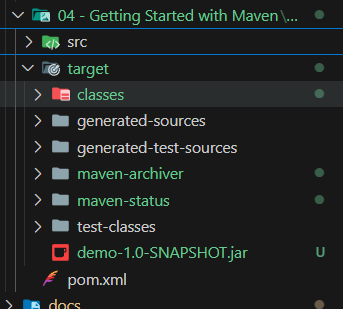 04 - Getting Started with Maven\...
src
target
classes
generated-sources
generated-test-sources
maven-archiver
maven-status
test-classes
demo-1.0-SNAPSHOT.jar U
pom.xml
docs